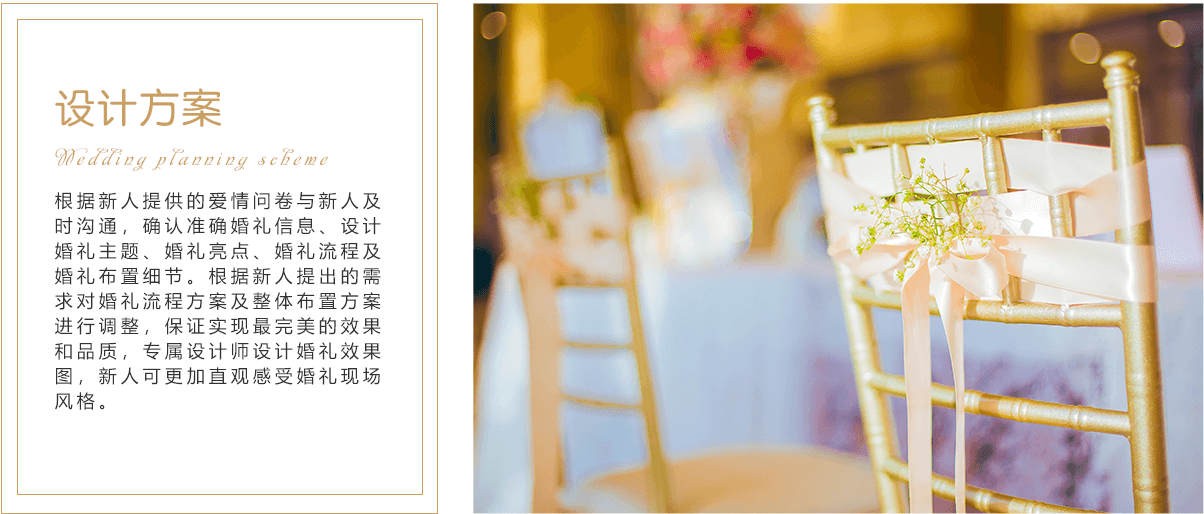 设计方案
Wedding planning scheme
根据新人提供的爱情问卷与新人及
时沟通，确认准确婚礼信息、设计
婚礼主题、婚礼亮点、婚礼流程及
婚礼布置细节。根据新人提出的需
求对婚礼流程方案及整体布置方案
进行调整，保证实现最完美的效果
和品质，专属设计师设计婚礼效果
图，新人可更加直观感受婚礼现场
风格。